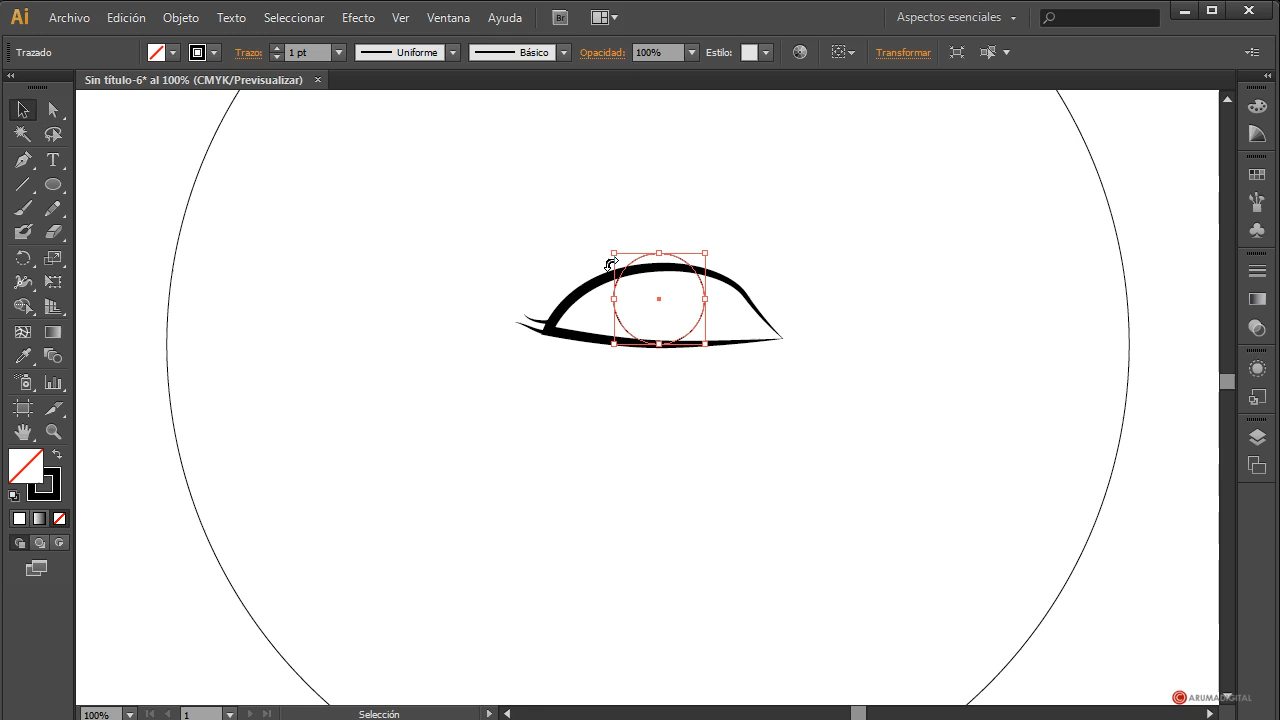 Ai Archivo Edición Objeto Texto Seleccionar Efecto Ver Ventana Ayuda Br Aspectos esenciales
Trazado Trazo: 1 pt Uniforme Básico Opacidad: 100% Estilo: Transformar
Sin título-6* al 100% (CMYK/Previsualizar) ×
T
100% 1 Selección
C ARUMADIGITAL